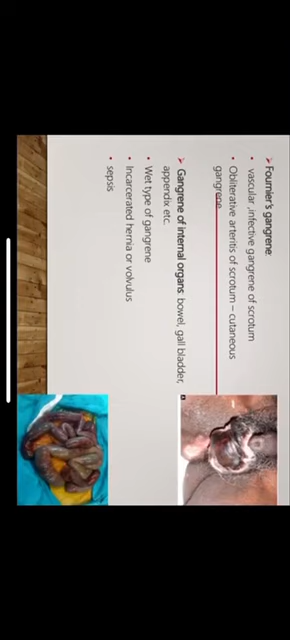 ➤ Fournier's gangrene:
• vascular ,infective gangrene of scrotum
• Obliterative arteritis of scrotum – cutaneous
gangrene
➤ Gangrene of internal organs: bowel, gall bladder,
appendix etc.
• Wet type of gangrene
• Incarcerated hernia or volvulus
• sepsis